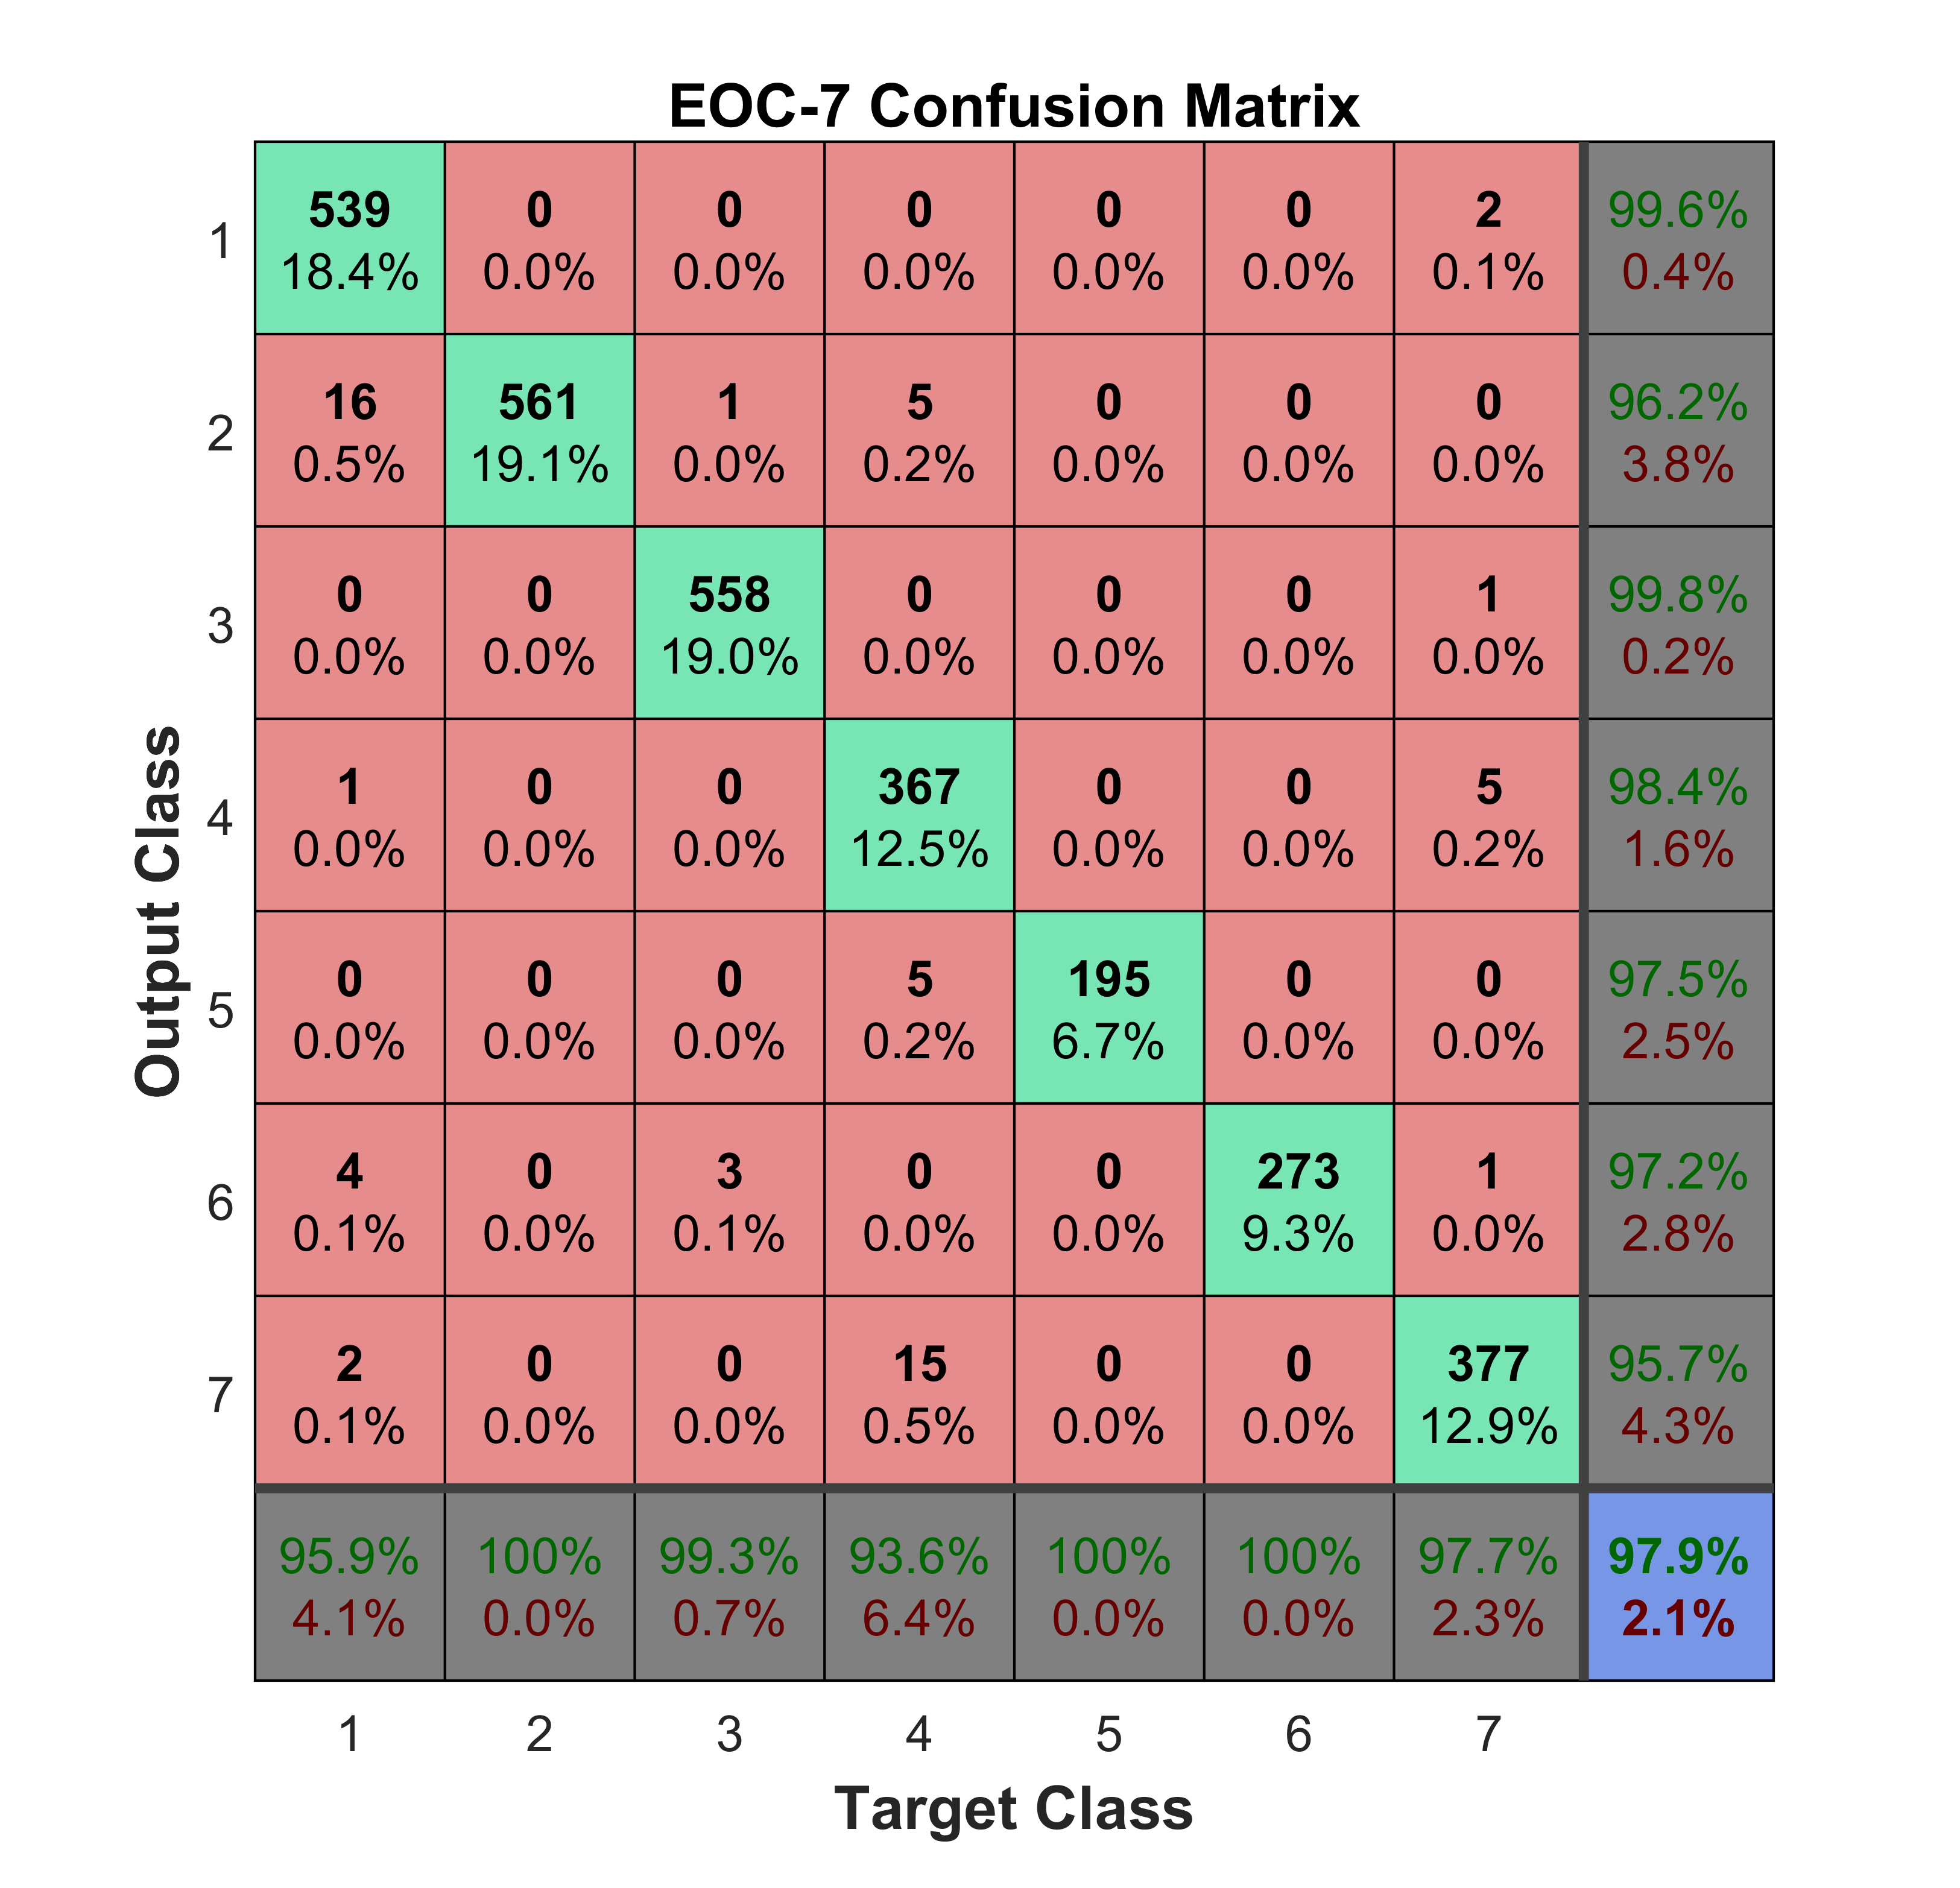 EOC-7 Confusion Matrix
539 0 0 0 0 0 2 99.6%
1
18.4% 0.0% 0.0% 0.0% 0.0% 0.0% 0.1% 0.4%
16 561 1 5 0 0 0 96.2%
2
0.5% 19.1% 0.0% 0.2% 0.0% 0.0% 0.0% 3.8%
0 0 558 0 0 0 1 99.8%
3
0.0% 0.0% 19.0% 0.0% 0.0% 0.0% 0.0% 0.2%
1 0 0 367 0 0 5 98.4%
4
0.0% 0.0% 0.0% 12.5% 0.0% 0.0% 0.2% 1.6%
Output Class
0 0 0 5 195 0 0 97.5%
5
0.0% 0.0% 0.0% 0.2% 6.7% 0.0% 0.0% 2.5%
4 0 3 0 0 273 1 97.2%
6
0.1% 0.0% 0.1% 0.0% 0.0% 9.3% 0.0% 2.8%
2 0 0 15 0 0 377 95.7%
7
0.1% 0.0% 0.0% 0.5% 0.0% 0.0% 12.9% 4.3%
95.9% 100% 99.3% 93.6% 100% 100% 97.7% 97.9%
4.1% 0.0% 0.7% 6.4% 0.0% 0.0% 2.3% 2.1%
1 2 3 4 5 6 7
Target Class